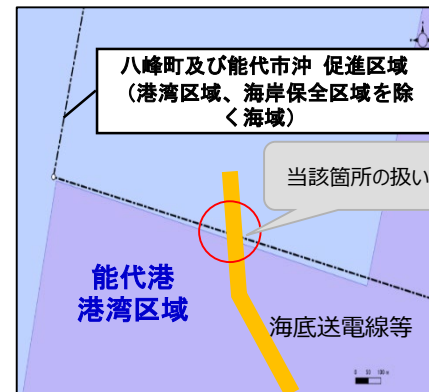 八峰町及び能代市沖 促進区域
（港湾区域、海岸保全区域を除
く海域）
当該箇所の扱い
能代港
港湾区域
海底送電線等